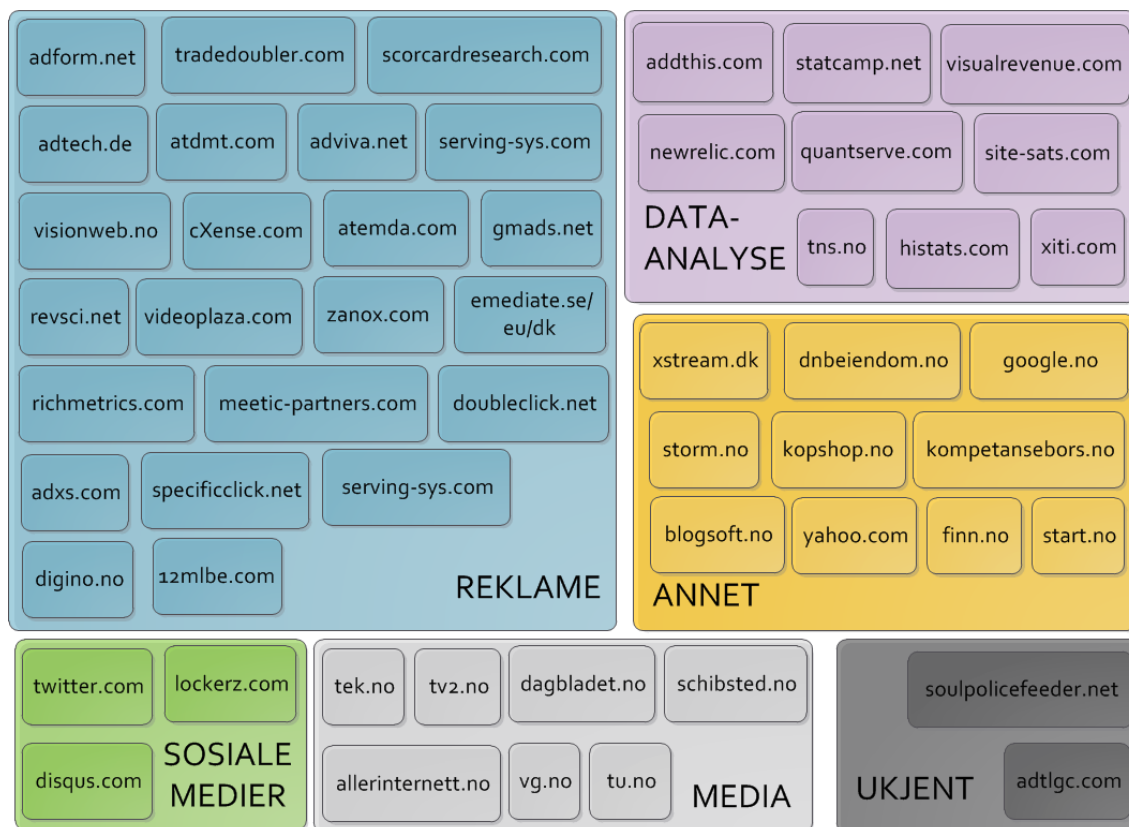 adform.net
tradedoubler.com
scorcardresearch.com
adtech.de
atdmt.com
adviva.net
serving-sys.com
visionweb.no
cXense.com
atemda.com
gmads.net
revsci.net
videoplaza.com
zanox.com
emediate.se/
eu/dk
richmetrics.com
meetic-partners.com
doubleclick.net
adxs.com
specificclick.net
serving-sys.com
digino.no
12mlbe.com
REKLAME
addthis.com
statcamp.net
visualrevenue.com
newrelic.com
quantserve.com
site-sats.com
DATA-
ANALYSE
tns.no
histats.com
xiti.com
xstream.dk
dnbeiendom.no
google.no
storm.no
kopshop.no
kompetansebors.no
blogsoft.no
yahoo.com
finn.no
start.no
ANNET
twitter.com
lockerz.com
disqus.com
SOSIALE
MEDIER
tek.no
tv2.no
dagbladet.no
schibsted.no
allerinternett.no
vg.no
tu.no
MEDIA
soulpolicefeeder.net
UKJENT
adtlgc.com